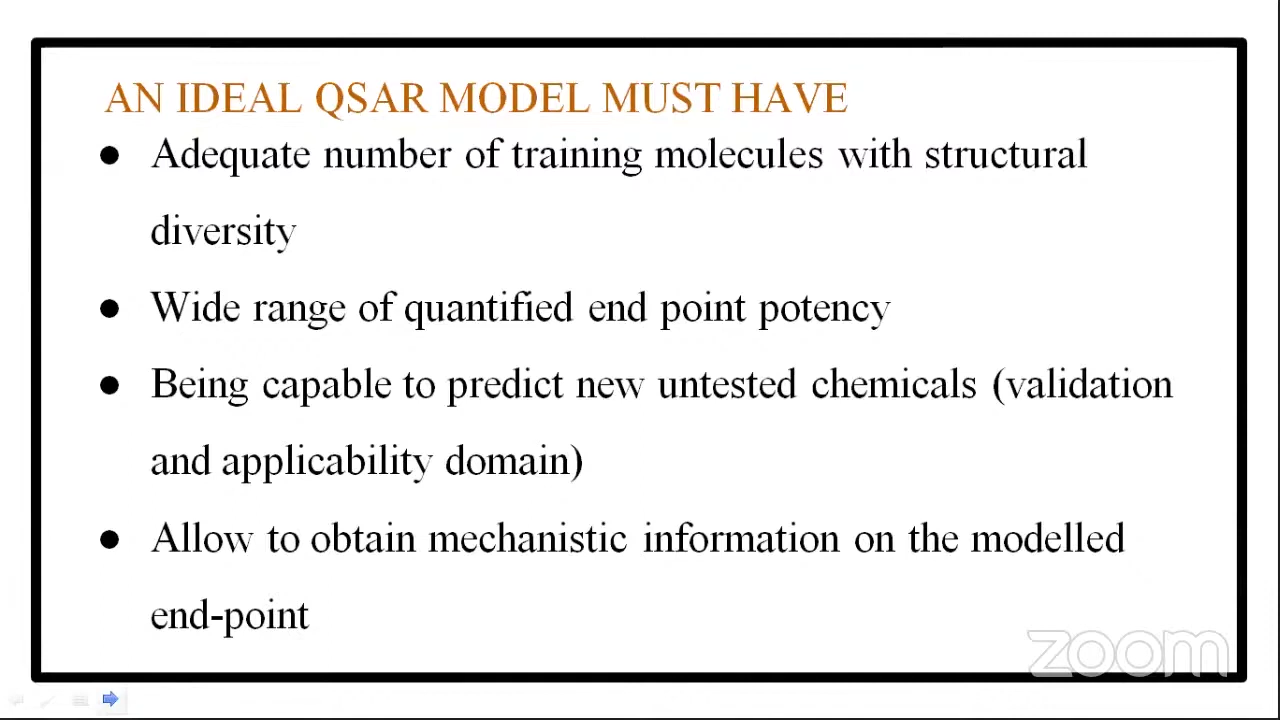 AN IDEAL QSAR MODEL MUST HAVE
● Adequate number of training molecules with structural
diversity
● Wide range of quantified end point potency
● Being capable to predict new untested chemicals (validation
and applicability domain)
● Allow to obtain mechanistic information on the modelled
end-point
zoom